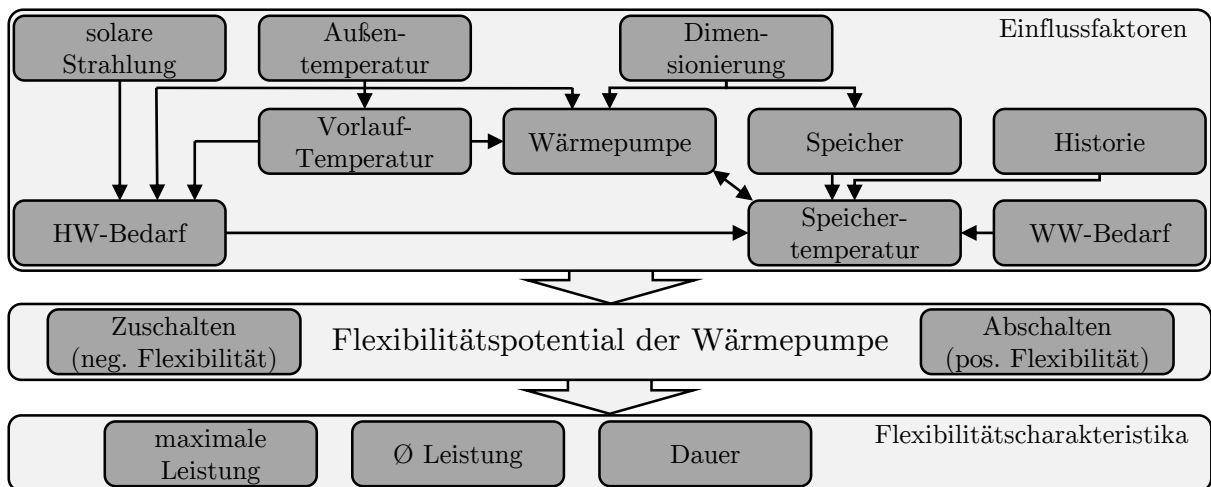 solare
Strahlung
Außen-
temperatur
Dimen-
sionierung
Einflussfaktoren
Vorlauf-
Temperatur
Wärmepumpe
Speicher
Historie
HW-Bedarf
Speicher-
temperatur
WW-Bedarf
Zuschalten
(neg. Flexibilität)
Flexibilitätspotential der Wärmepumpe
Abschalten
(pos. Flexibilität)
maximale
Leistung
Ø Leistung
Dauer
Flexibilitätscharakteristika